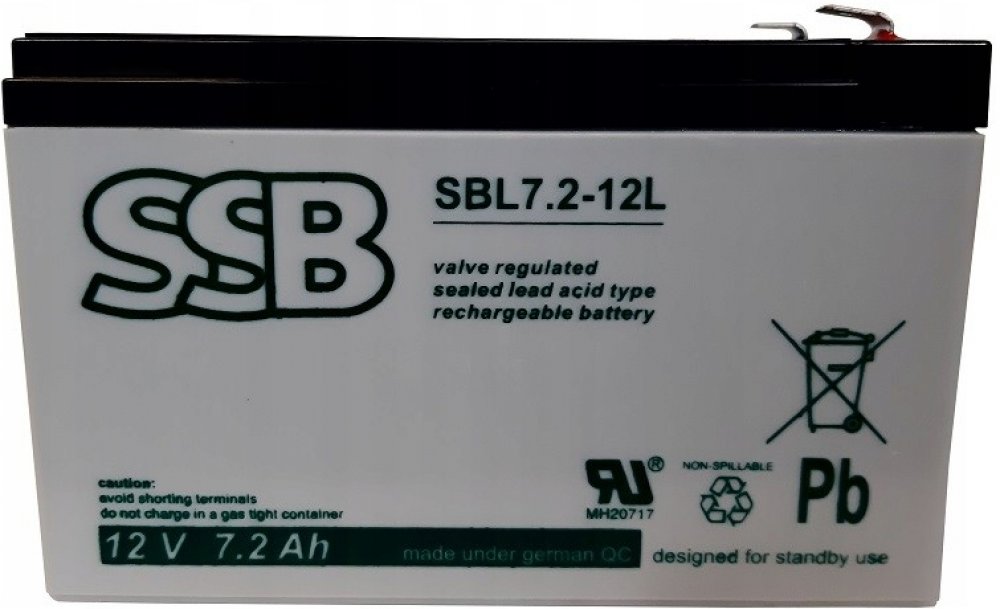 SSB
SBL7.2-12L
valve regulated
sealed lead acid type
rechargeable battery
caution:
avoid shorting terminals
do not charge in a gas tight container
RU®
MH20717
NON-SPILLABLE
Pb
12 V 7.2 Ah
made under german QC
designed for standby use